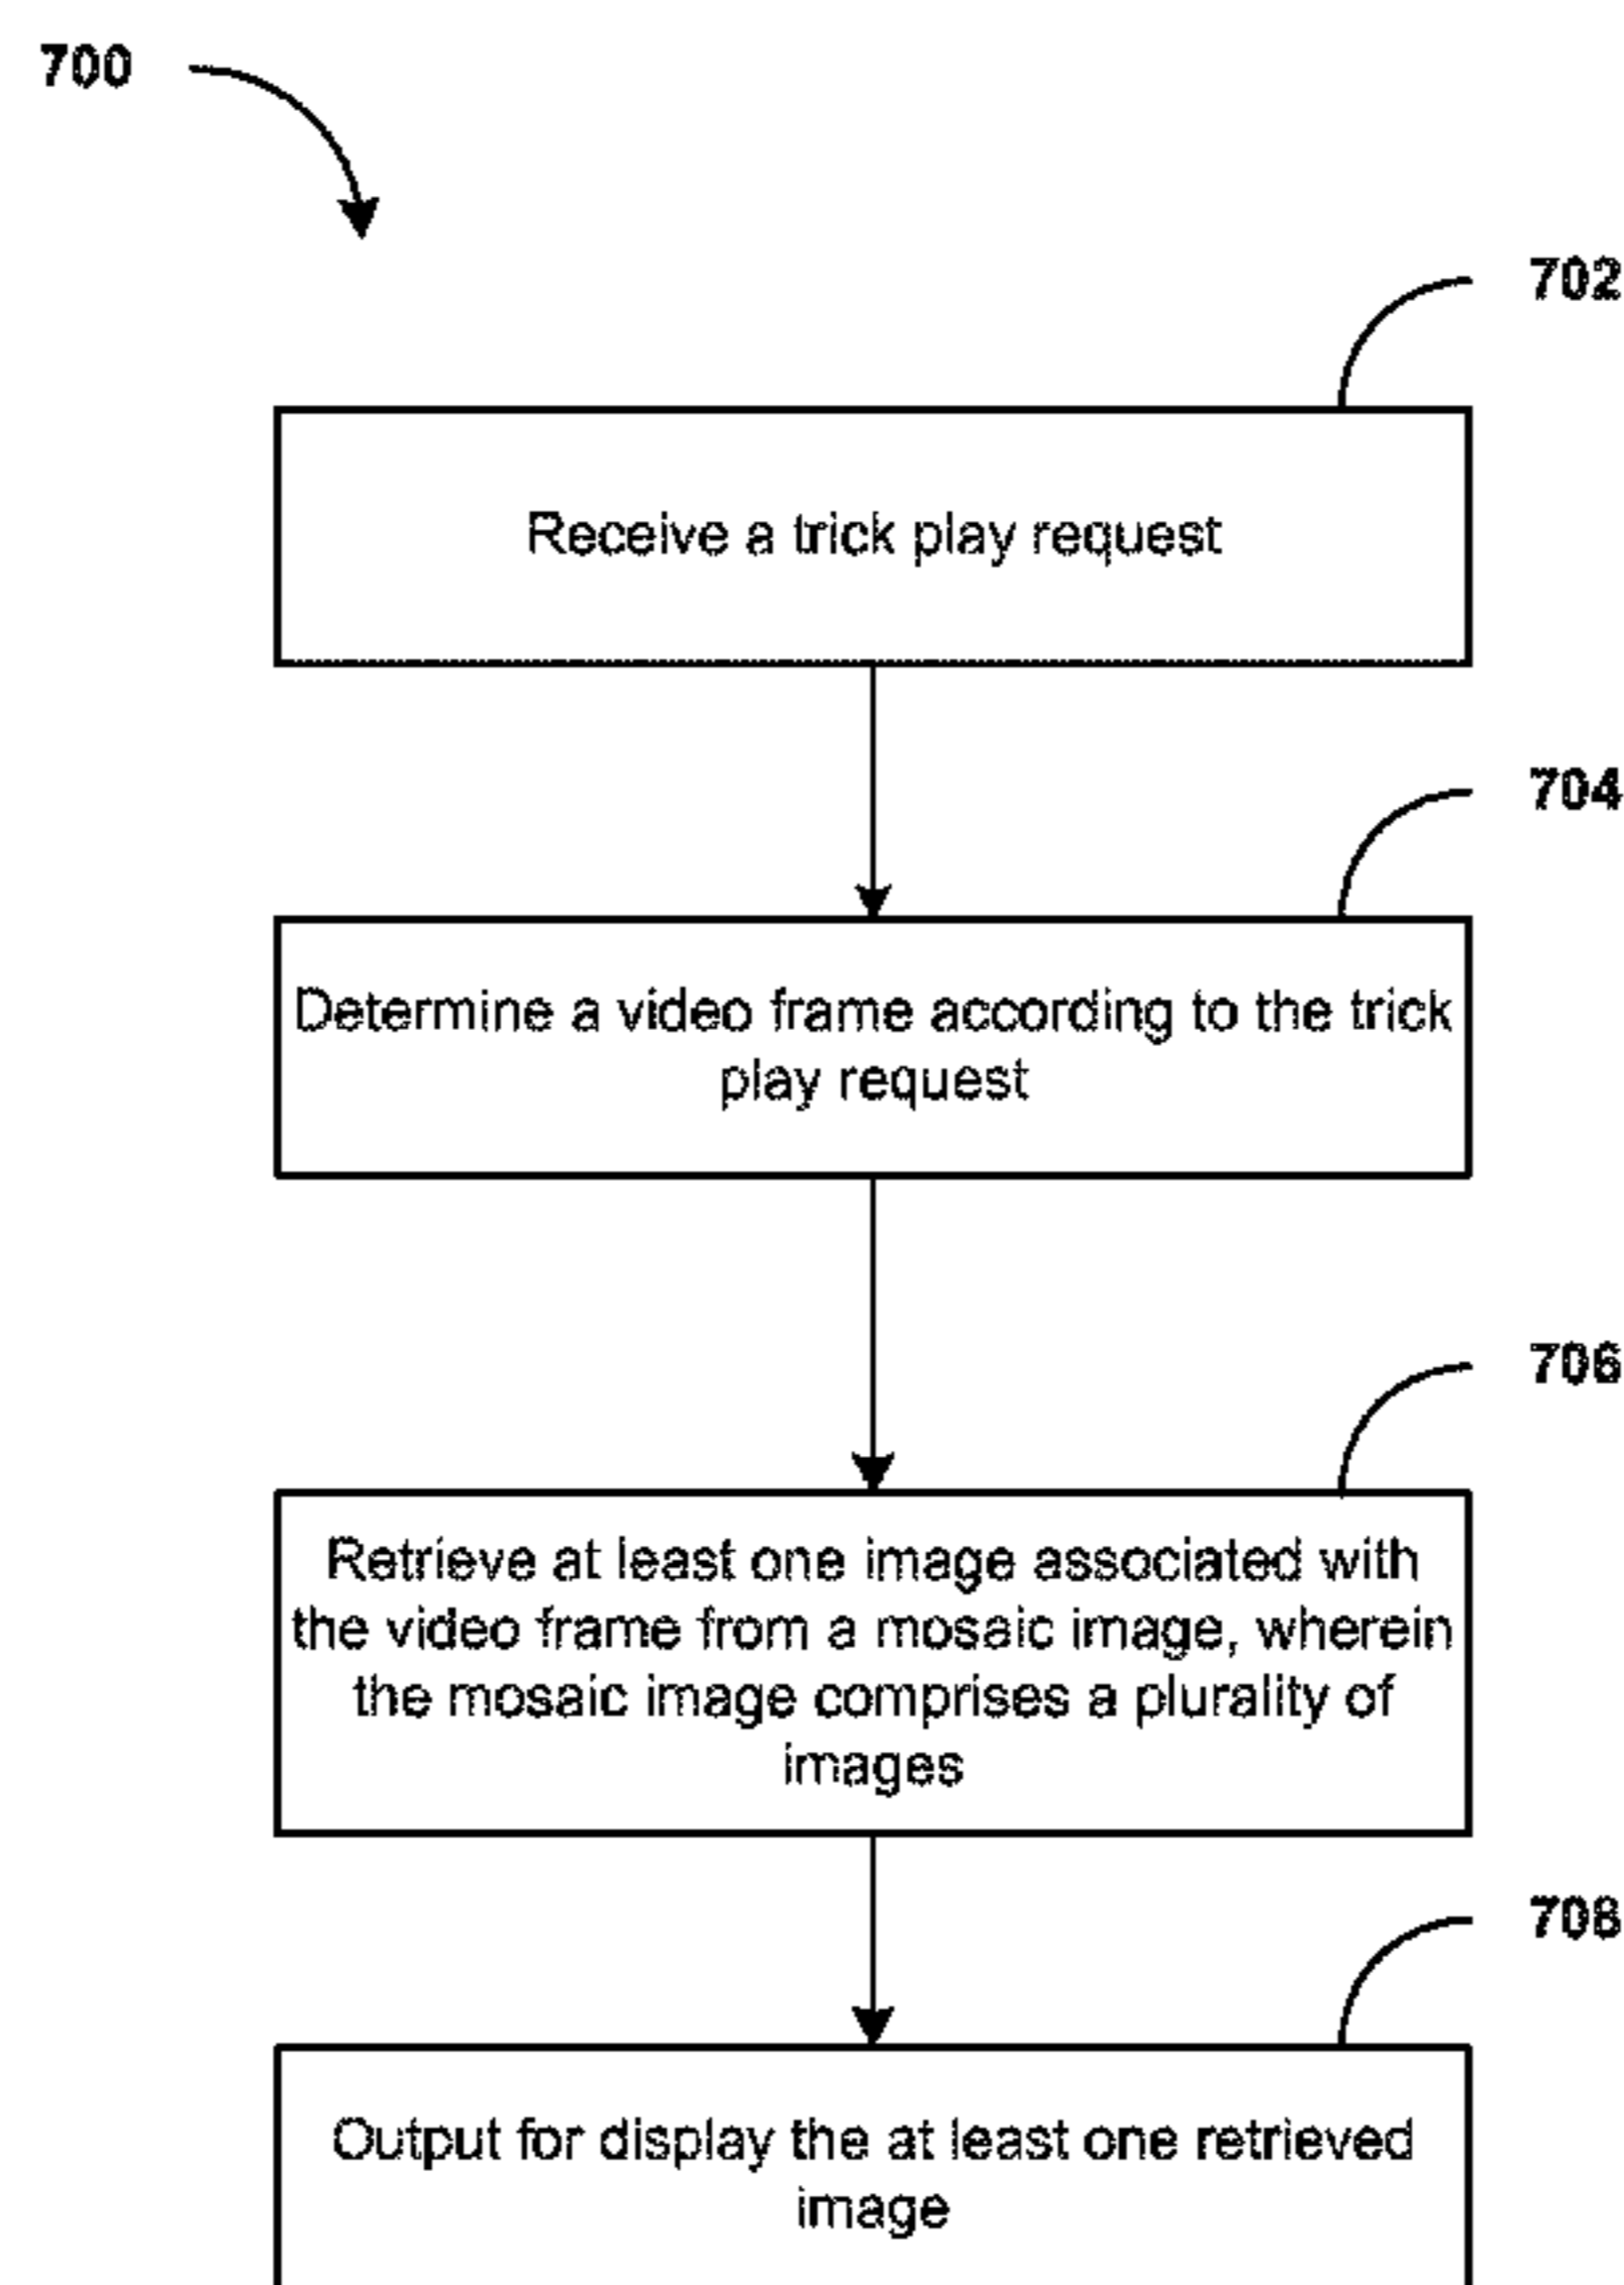 700
702
Receive a trick play request
704
Determine a video frame according to the trick
play request
706
Retrieve at least one image associated with
the video frame from a mosaic image, wherein
the mosaic image comprises a plurality of
images
708
Output for display the at least one retrieved
image